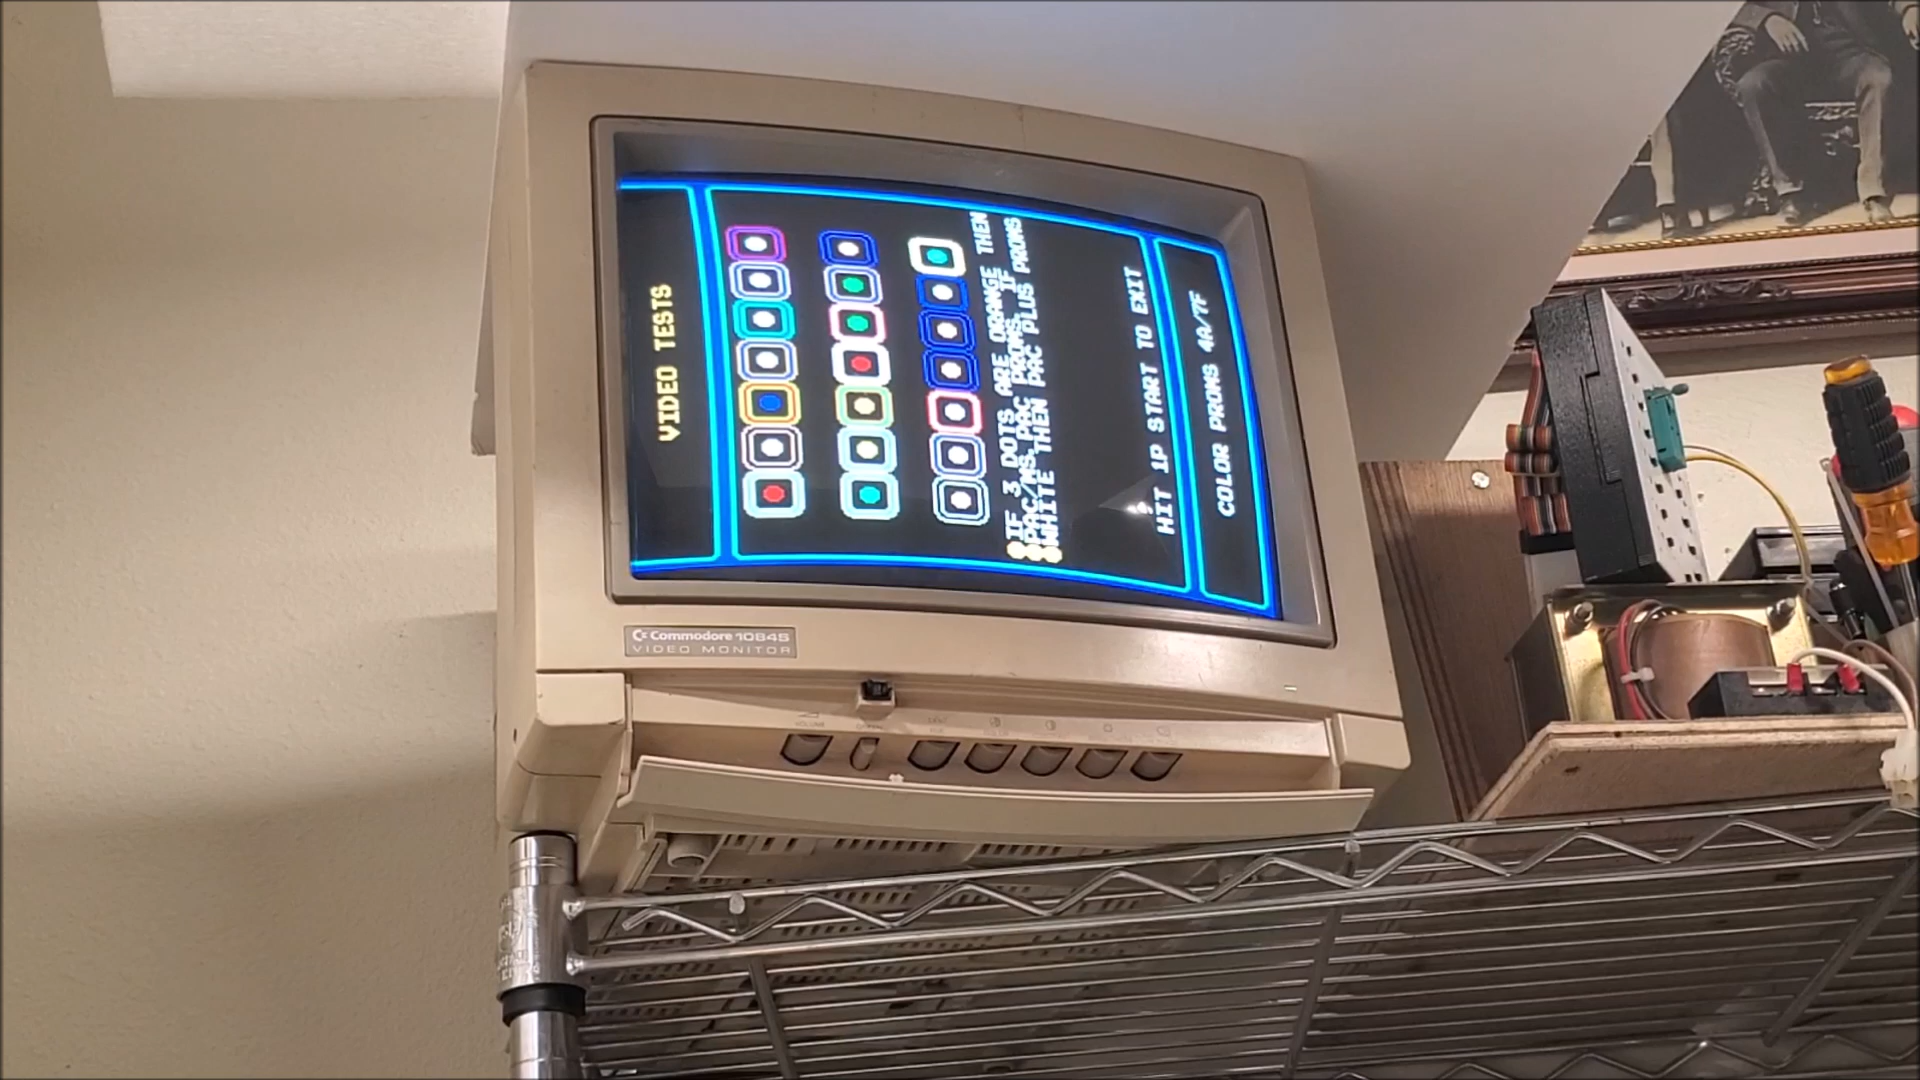 VIDEO TESTS
IF 3 DOTS ARE ORANGE THEN
PAC/MS. PAC PROMS. IF
WHITE THEN PAC PLUS PROMS
HIT 1P START TO EXIT
COLOR PROMS 4A/7F
Commodore 1084S
VIDEO MONITOR
VOLUME